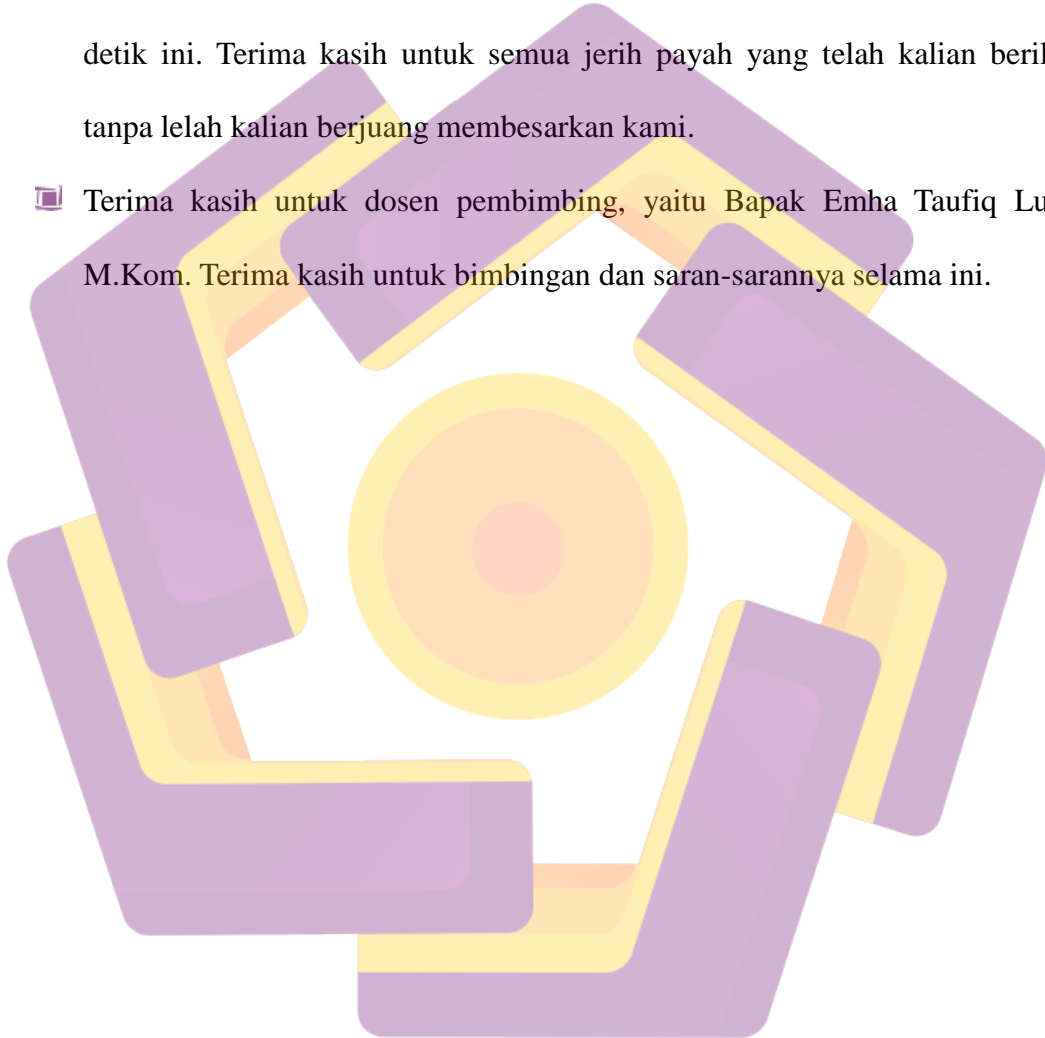 detik ini. Terima kasih untuk semua jerih payah yang telah kalian
tanpa lelah kalian berjuang membesarkan kami.
Terima kasih untuk dosen pembimbing, yaitu Bapak Emha Taufiq
M.Kom. Terima kasih untuk bimbingan dan saran-sarannya selama ini.